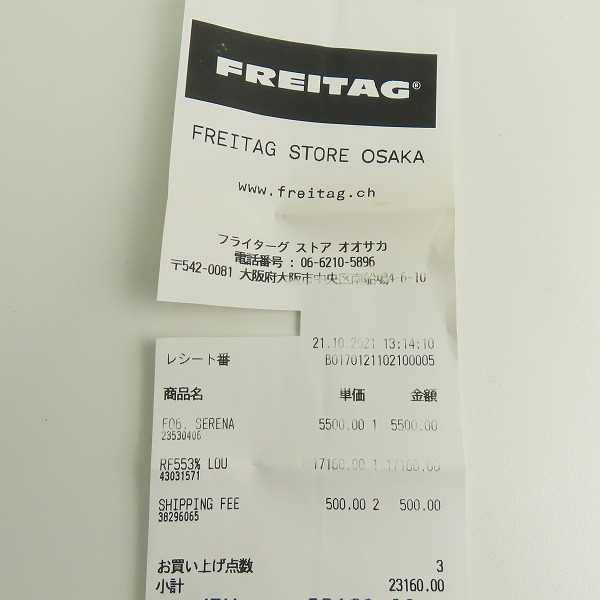 FREITAG®
FREITAG STORE OSAKA
www.freitag.ch
フライターグ ストア オオサカ
電話番号 : 06-6210-5896
〒542-0081 大阪府大阪市中央区南船場4-6-10
21.10.2021 13:14:10
レシート番 B0170121102100005
商品名 単価 金額
F06, SERENA 5500.00 1 5500.00
23530406
RF553% LOU 17160.00 1 17160.00
43031571
SHIPPING FEE 500.00 2 500.00
38296065
お買い上げ点数 3
小計 23160.00